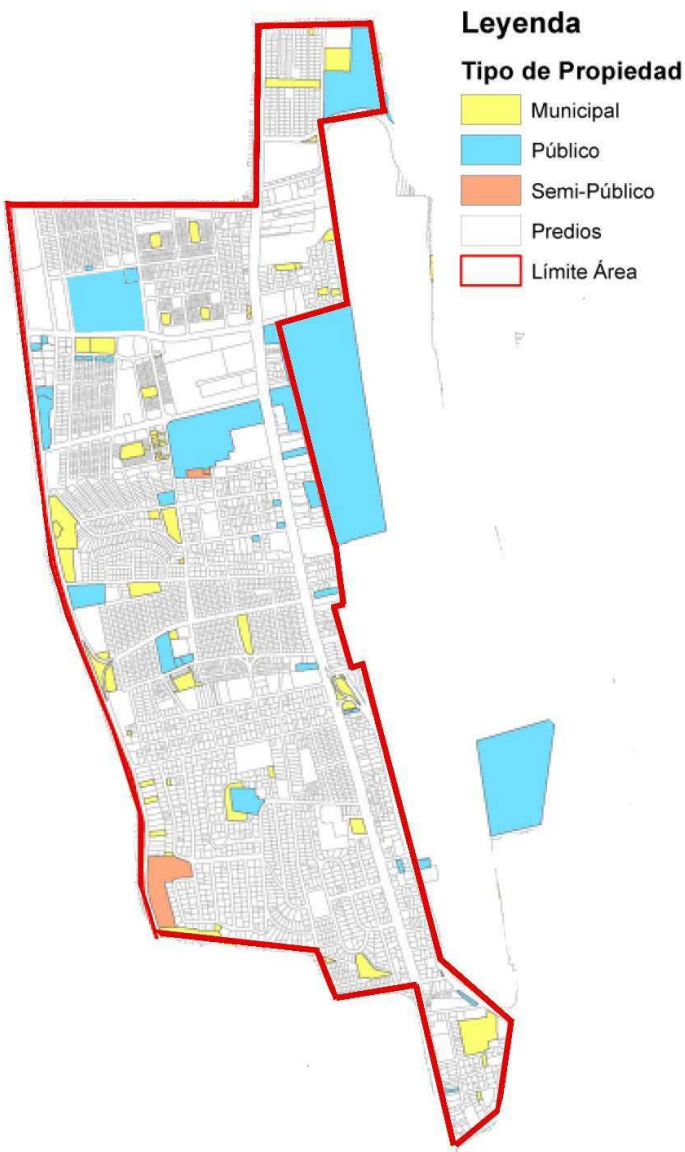 Leyenda
Tipo de Propiedad
Municipal
Público
Semi-Público
Predios
Límite Área